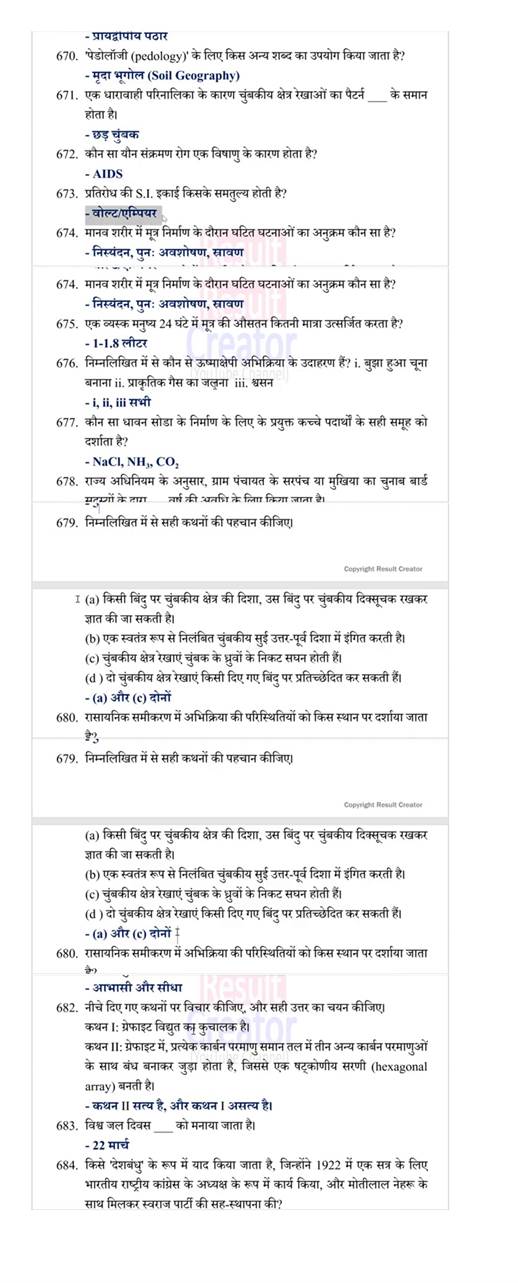 - प्रायद्वीपीय पठार
670. 'पेडोलॉजी (pedology)' के लिए किस अन्य शब्द का उपयोग किया जाता है?
- मृदा भूगोल (Soil Geography)
671. एक धारावाही परिनालिका के कारण चुंबकीय क्षेत्र रेखाओं का पैटर्न ___ के समान
होता है।
- छड़ चुंबक
672. कौन सा यौन संक्रमण रोग एक विषाणु के कारण होता है?
- AIDS
673. प्रतिरोध की S.I. इकाई किसके समतुल्य होती है?
- वोल्ट/एम्पियर
674. मानव शरीर में मूत्र निर्माण के दौरान घटित घटनाओं का अनुक्रम कौन सा है?
- निस्यंदन, पुनः अवशोषण, स्रावण
674. मानव शरीर में मूत्र निर्माण के दौरान घटित घटनाओं का अनुक्रम कौन सा है?
- निस्यंदन, पुनः अवशोषण, स्रावण
675. एक व्यस्क मनुष्य 24 घंटे में मूत्र की औसतन कितनी मात्रा उत्सर्जित करता है?
- 1-1.8 लीटर
676. निम्नलिखित में से कौन से ऊष्माक्षेपी अभिक्रिया के उदाहरण हैं? i. बुझा हुआ चूना
बनाना ii. प्राकृतिक गैस का जलना iii. श्वसन
- i, ii, iii सभी
677. कौन सा धावन सोडा के निर्माण के लिए के प्रयुक्त कच्चे पदार्थों के सही समूह को
दर्शाता है?
- NaCl, NH₃, CO₂
678. राज्य अधिनियम के अनुसार, ग्राम पंचायत के सरपंच या मुखिया का चुनाव वार्ड
सदस्यों के द्वारा ___ वर्ष की अवधि के लिए किया जाता है।
679. निम्नलिखित में से सही कथनों की पहचान कीजिए।
Copyright Result Creator
(a) किसी बिंदु पर चुंबकीय क्षेत्र की दिशा, उस बिंदु पर चुंबकीय दिक्सूचक रखकर
ज्ञात की जा सकती है।
(b) एक स्वतंत्र रूप से निलंबित चुंबकीय सुई उत्तर-पूर्व दिशा में इंगित करती है।
(c) चुंबकीय क्षेत्र रेखाएं चुंबक के ध्रुवों के निकट सघन होती हैं।
(d ) दो चुंबकीय क्षेत्र रेखाएं किसी दिए गए बिंदु पर प्रतिच्छेदित कर सकती हैं।
- (a) और (c) दोनों
680. रासायनिक समीकरण में अभिक्रिया की परिस्थितियों को किस स्थान पर दर्शाया जाता
है?
679. निम्नलिखित में से सही कथनों की पहचान कीजिए।
Copyright Result Creator
(a) किसी बिंदु पर चुंबकीय क्षेत्र की दिशा, उस बिंदु पर चुंबकीय दिक्सूचक रखकर
ज्ञात की जा सकती है।
(b) एक स्वतंत्र रूप से निलंबित चुंबकीय सुई उत्तर-पूर्व दिशा में इंगित करती है।
(c) चुंबकीय क्षेत्र रेखाएं चुंबक के ध्रुवों के निकट सघन होती हैं।
(d ) दो चुंबकीय क्षेत्र रेखाएं किसी दिए गए बिंदु पर प्रतिच्छेदित कर सकती हैं।
- (a) और (c) दोनों
680. रासायनिक समीकरण में अभिक्रिया की परिस्थितियों को किस स्थान पर दर्शाया जाता
है?
- आभासी और सीधा
682. नीचे दिए गए कथनों पर विचार कीजिए, और सही उत्तर का चयन कीजिए।
कथन I: ग्रेफाइट विद्युत का कुचालक है।
कथन II: ग्रेफाइट में, प्रत्येक कार्बन परमाणु समान तल में तीन अन्य कार्बन परमाणुओं
के साथ बंध बनाकर जुड़ा होता है, जिससे एक षट्कोणीय सरणी (hexagonal
array) बनती है।
- कथन II सत्य है, और कथन I असत्य है।
683. विश्व जल दिवस ___ को मनाया जाता है।
- 22 मार्च
684. किसे 'देशबंधु' के रूप में याद किया जाता है, जिन्होंने 1922 में एक सत्र के लिए
भारतीय राष्ट्रीय कांग्रेस के अध्यक्ष के रूप में कार्य किया, और मोतीलाल नेहरू के
साथ मिलकर स्वराज पार्टी की सह-स्थापना की?